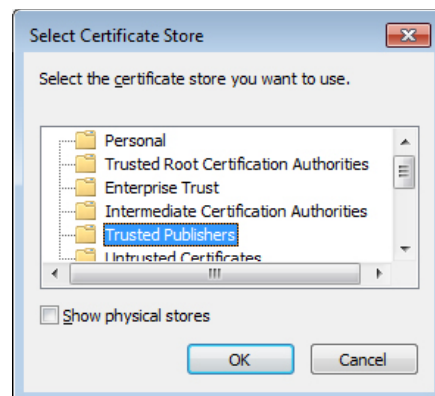 Select Certificate Store
Select the certificate store you want to use.
Personal
Trusted Root Certification Authorities
Enterprise Trust
Intermediate Certification Authorities
Trusted Publishers
Untrusted Certificates
Show physical stores
OK
Cancel